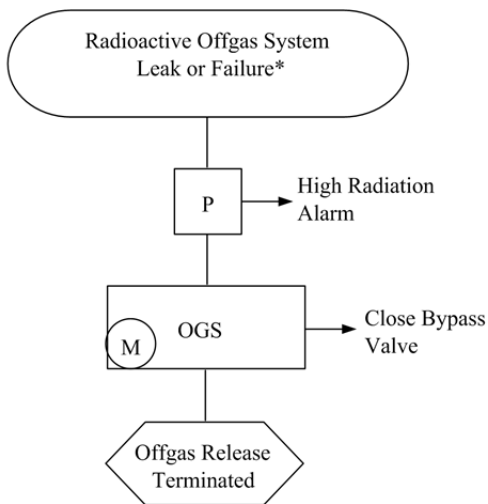 Radioactive Offgas System
Leak or Failure*
P
High Radiation
Alarm
M
OGS
Close Bypass
Valve
Offgas Release
Terminated